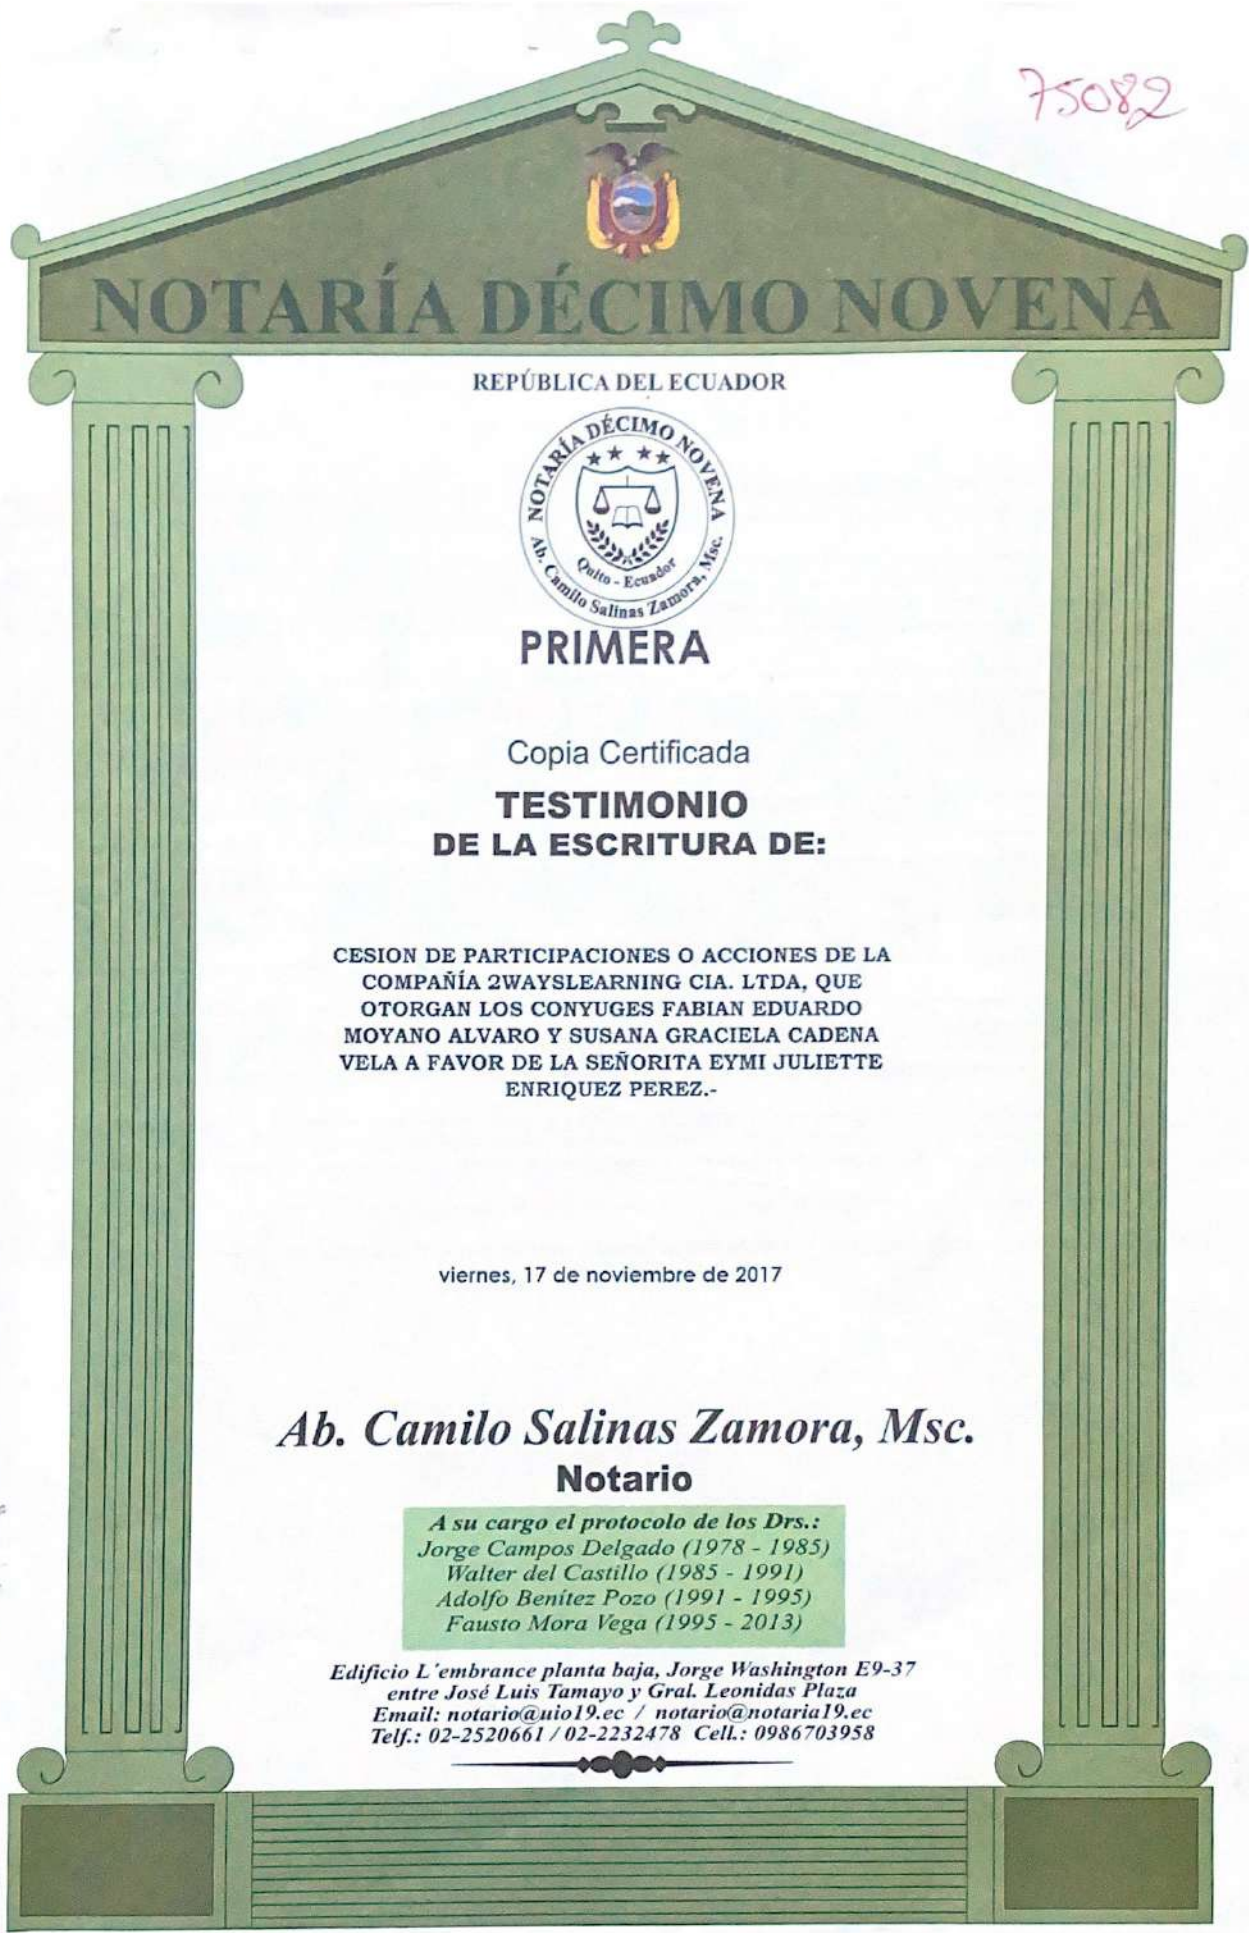 75082
NOTARÍA DÉCIMO NOVENA
REPÚBLICA DEL ECUADOR
NOTARÍA DÉCIMO NOVENA
Quito - Ecuador
Ab. Camilo Salinas Zamora, Msc.
PRIMERA
Copia Certificada
TESTIMONIO
DE LA ESCRITURA DE:
CESION DE PARTICIPACIONES O ACCIONES DE LA
COMPAÑÍA 2WAYSLEARNING CIA. LTDA, QUE
OTORGAN LOS CONYUGES FABIAN EDUARDO
MOYANO ALVARO Y SUSANA GRACIELA CADENA
VELA A FAVOR DE LA SEÑORITA EYMI JULIETTE
ENRIQUEZ PEREZ.-
viernes, 17 de noviembre de 2017
Ab. Camilo Salinas Zamora, Msc.
Notario
A su cargo el protocolo de los Drs.:
Jorge Campos Delgado (1978 - 1985)
Walter del Castillo (1985 - 1991)
Adolfo Benítez Pozo (1991 - 1995)
Fausto Mora Vega (1995 - 2013)
Edificio L´embrance planta baja, Jorge Washington E9-37
entre José Luis Tamayo y Gral. Leonidas Plaza
Email: notario@uio19.ec / notario@notaria19.ec
Telf.: 02-2520661 / 02-2232478 Cell.: 0986703958